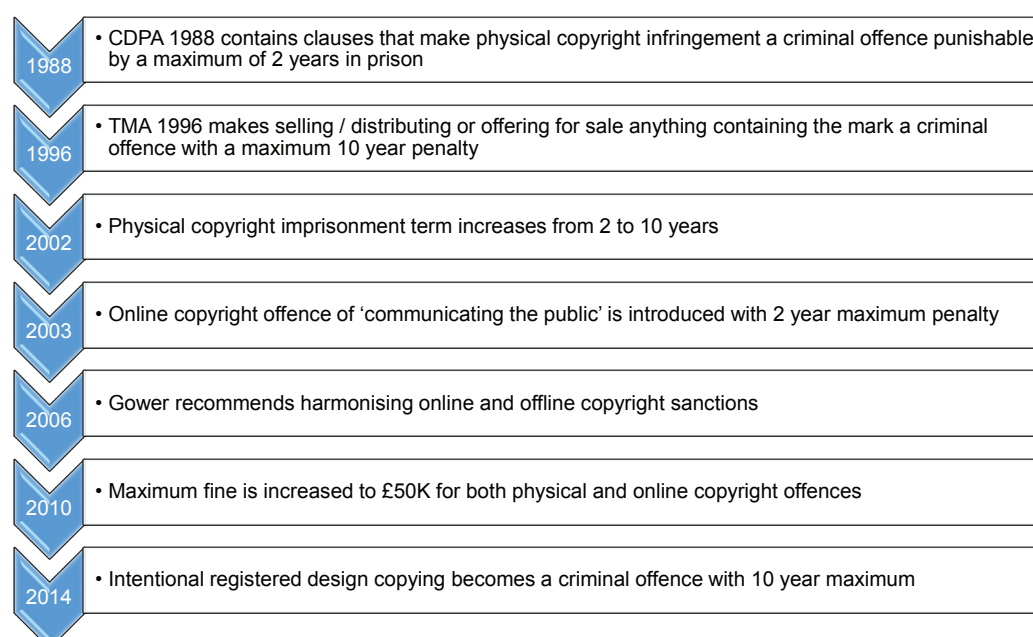 1988
• CDPA 1988 contains clauses that make physical copyright infringement a criminal offence punishable
by a maximum of 2 years in prison
1996
• TMA 1996 makes selling / distributing or offering for sale anything containing the mark a criminal
offence with a maximum 10 year penalty
2002
• Physical copyright imprisonment term increases from 2 to 10 years
2003
• Online copyright offence of ‘communicating the public’ is introduced with 2 year maximum penalty
2006
• Gower recommends harmonising online and offline copyright sanctions
2010
• Maximum fine is increased to £50K for both physical and online copyright offences
2014
• Intentional registered design copying becomes a criminal offence with 10 year maximum